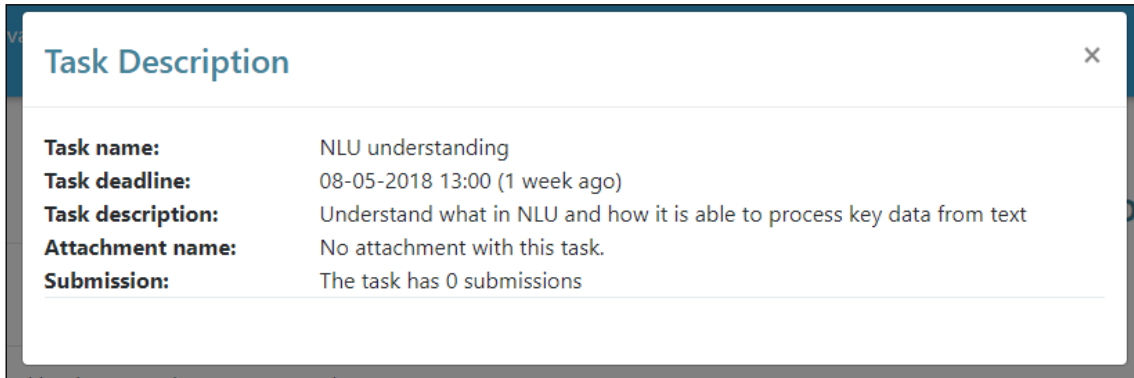 Task Description ×
Task name: NLU understanding
Task deadline: 08-05-2018 13:00 (1 week ago)
Task description: Understand what in NLU and how it is able to process key data from text
Attachment name: No attachment with this task.
Submission: The task has 0 submissions